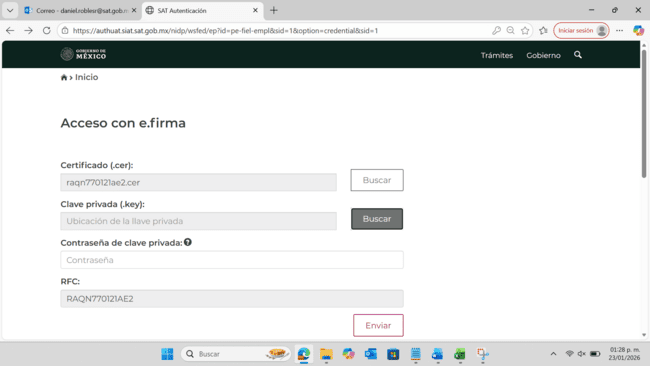 Correo - daniel.roblesr@sat.gob.m
SAT Autenticación
https://authuat.siat.sat.gob.mx/nidp/wsfed/ep?id=pe-fiel-empl&sid=1&option=credential&sid=1
Iniciar sesión
GOBIERNO DE
MÉXICO
Trámites
Gobierno
Inicio
Acceso con e.firma
Certificado (.cer):
raqn770121ae2.cer
Buscar
Clave privada (.key):
Ubicación de la llave privada
Buscar
Contraseña de clave privada:
Contraseña
RFC:
RAQN770121AE2
Enviar
Buscar
01:28 p. m.
23/01/2026